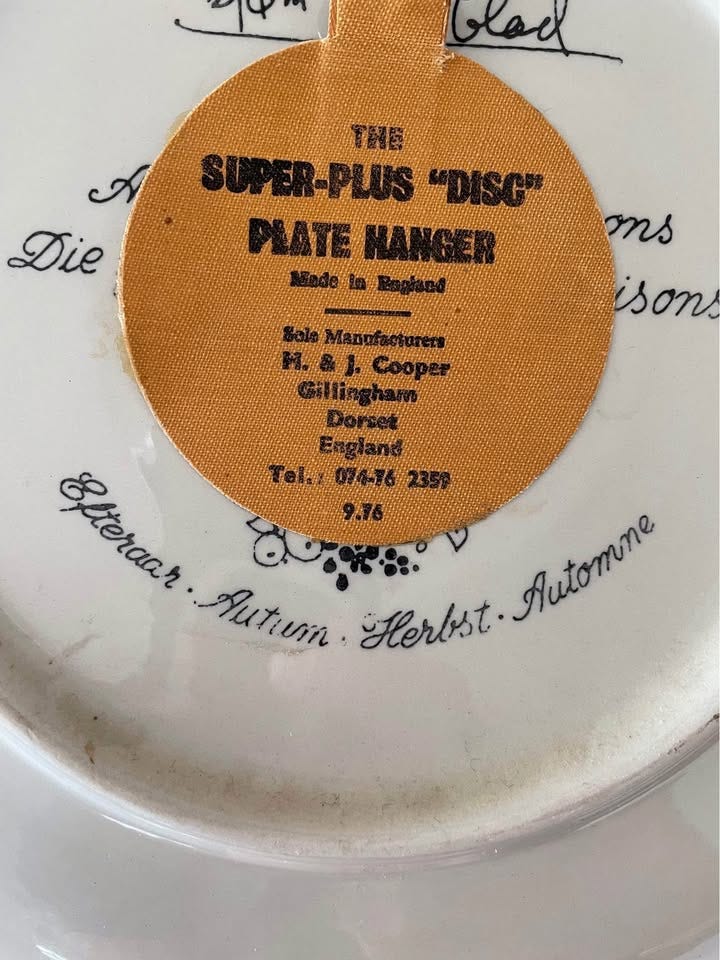 Blad
THE
SUPER-PLUS "DISC"
PLATE HANGER
Made in England
Sole Manufacturers
H. & J. Cooper
Gillingham
Dorset
England
Tel.: 074-76 2359
9.76
A
ons
Die
isons
Efteraar . Autum . Herbst . Automne